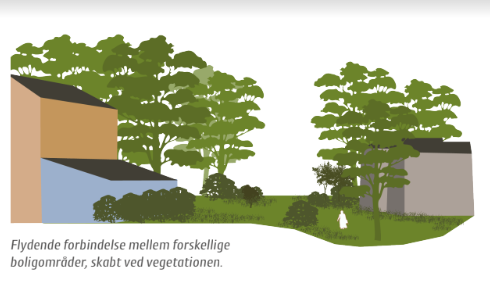 Flydende forbindelse mellem forskellige
boligområder, skabt ved vegetationen.